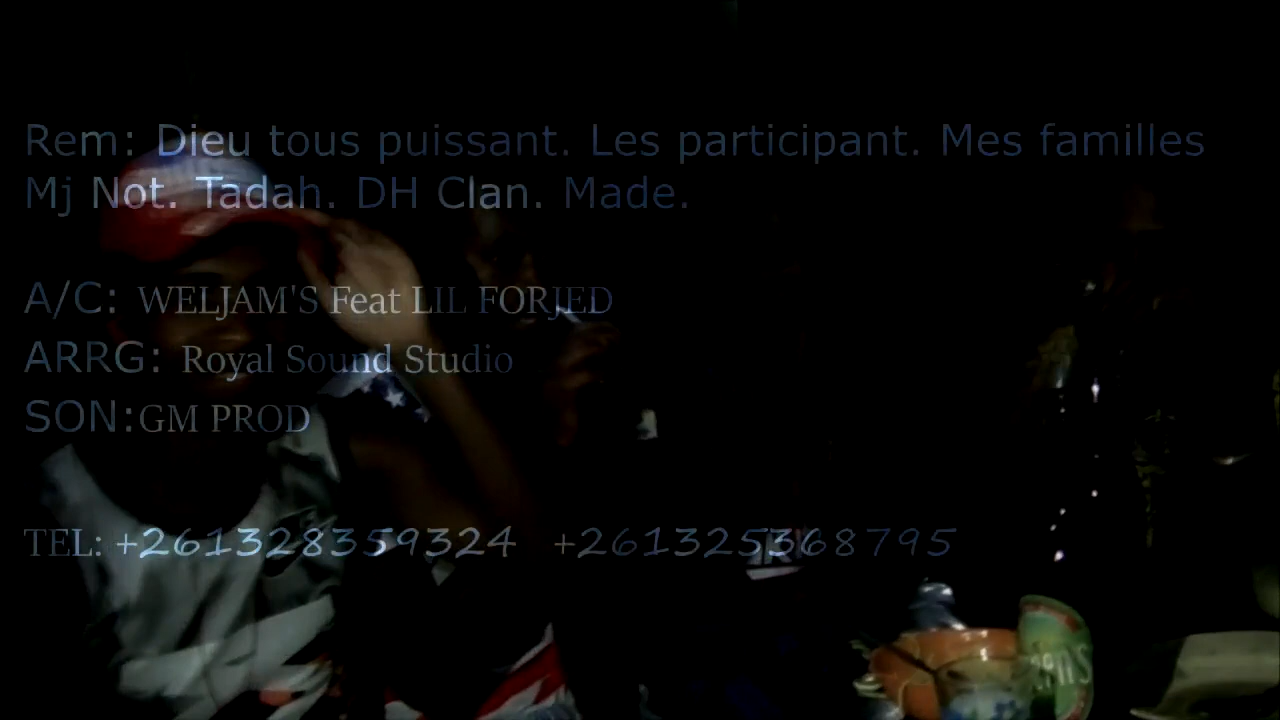 Rem: Dieu tous puissant. Les participant. Mes familles
Mj Not. Tadah. DH Clan. Made.
A/C: WELJAM'S Feat LIL FORJED
ARRG: Royal Sound Studio
SON:GM PROD
TEL: +261328359324 +261325368795